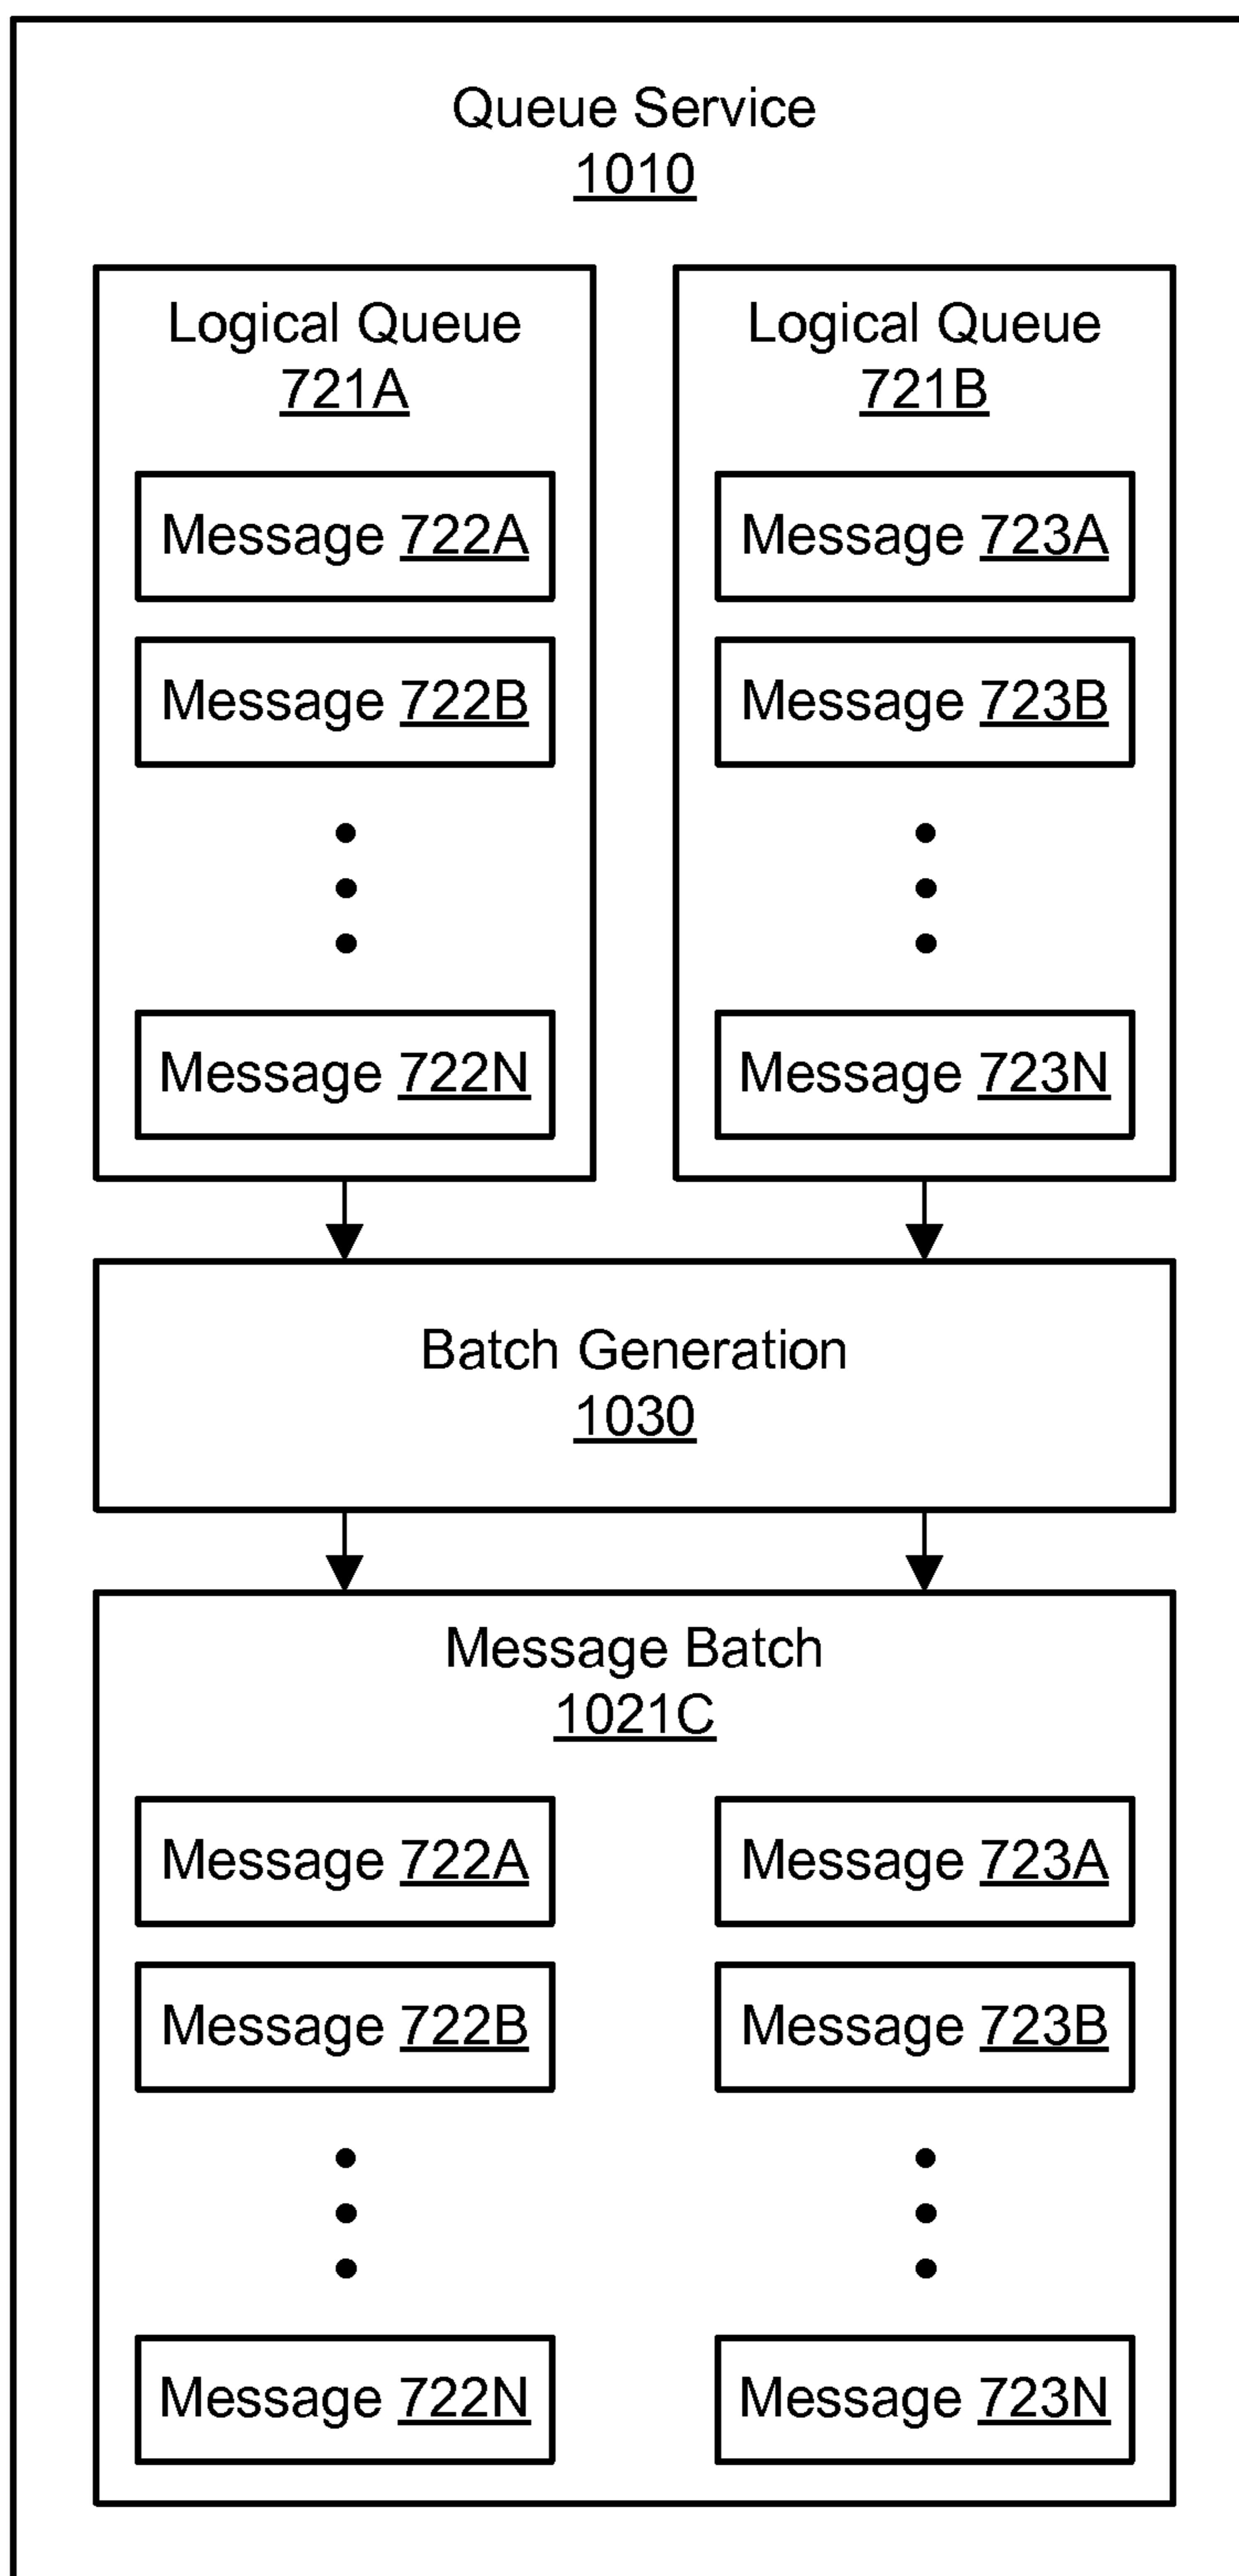 Queue Service
1010
Logical Queue
721A
Message 722A
Message 722B
Message 722N
Logical Queue
721B
Message 723A
Message 723B
Message 723N
Batch Generation
1030
Message Batch
1021C
Message 722A
Message 722B
Message 722N
Message 723A
Message 723B
Message 723N